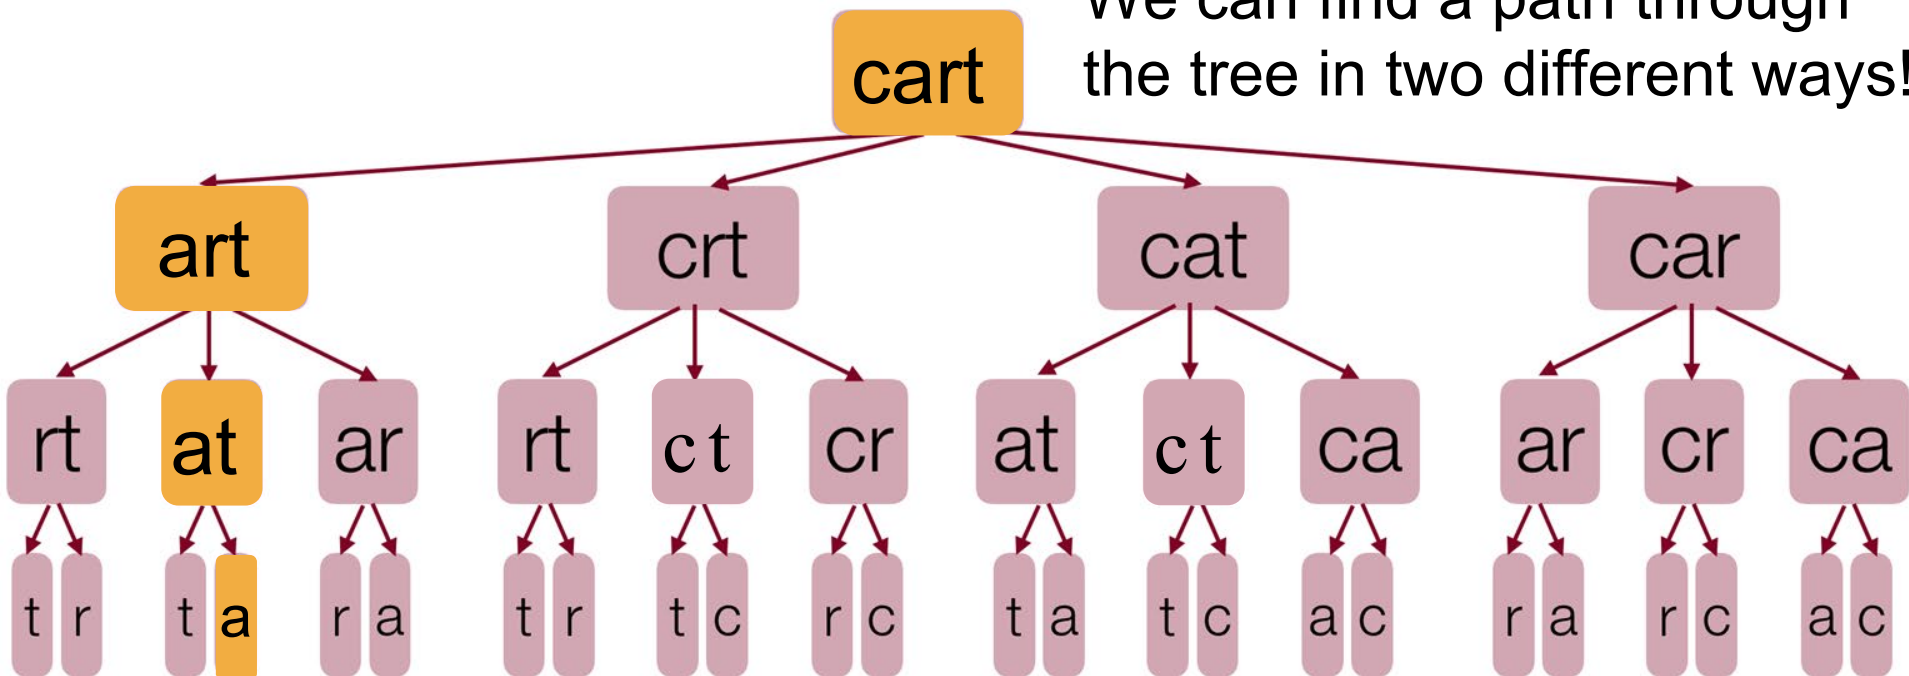 We can find a path through
the tree in two different ways!
cart
art crt cat car
rt at ar rt ct cr at ct ca ar cr ca
t r t a r a t r t c r c t a t c a c r a r c a c